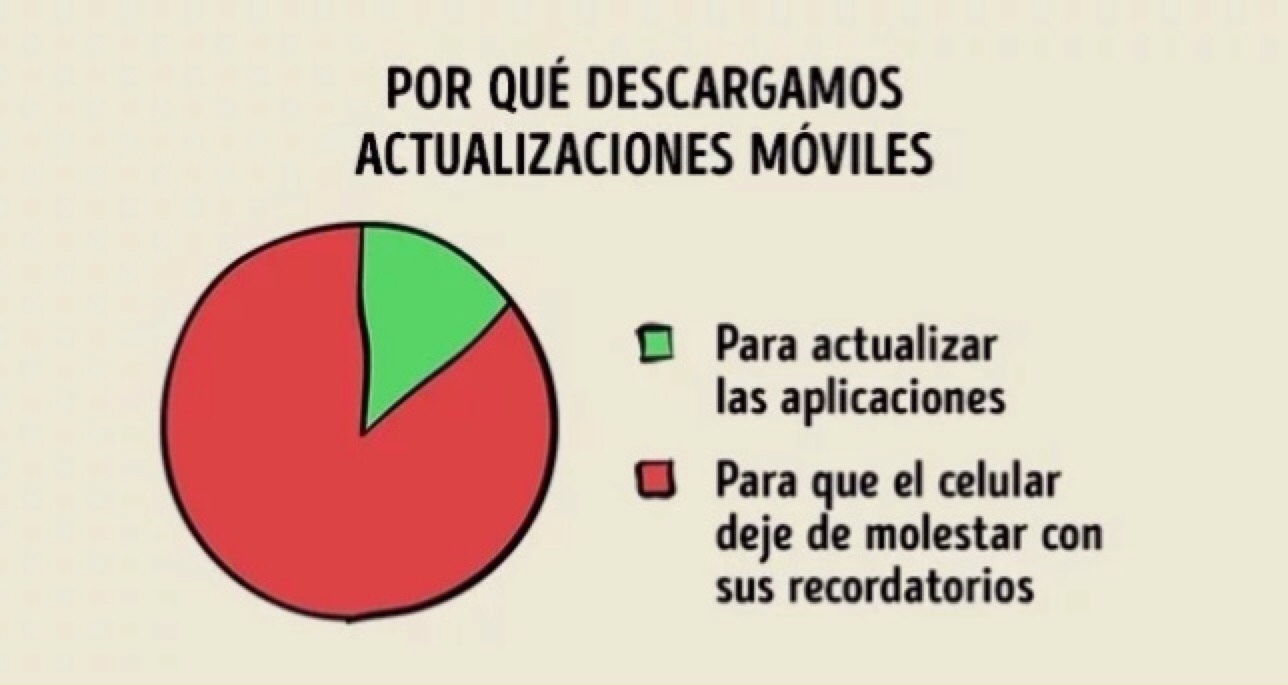 POR QUÉ DESCARGAMOS
ACTUALIZACIONES MÓVILES
Para actualizar
las aplicaciones
Para que el celular
deje de molestar con
sus recordatorios